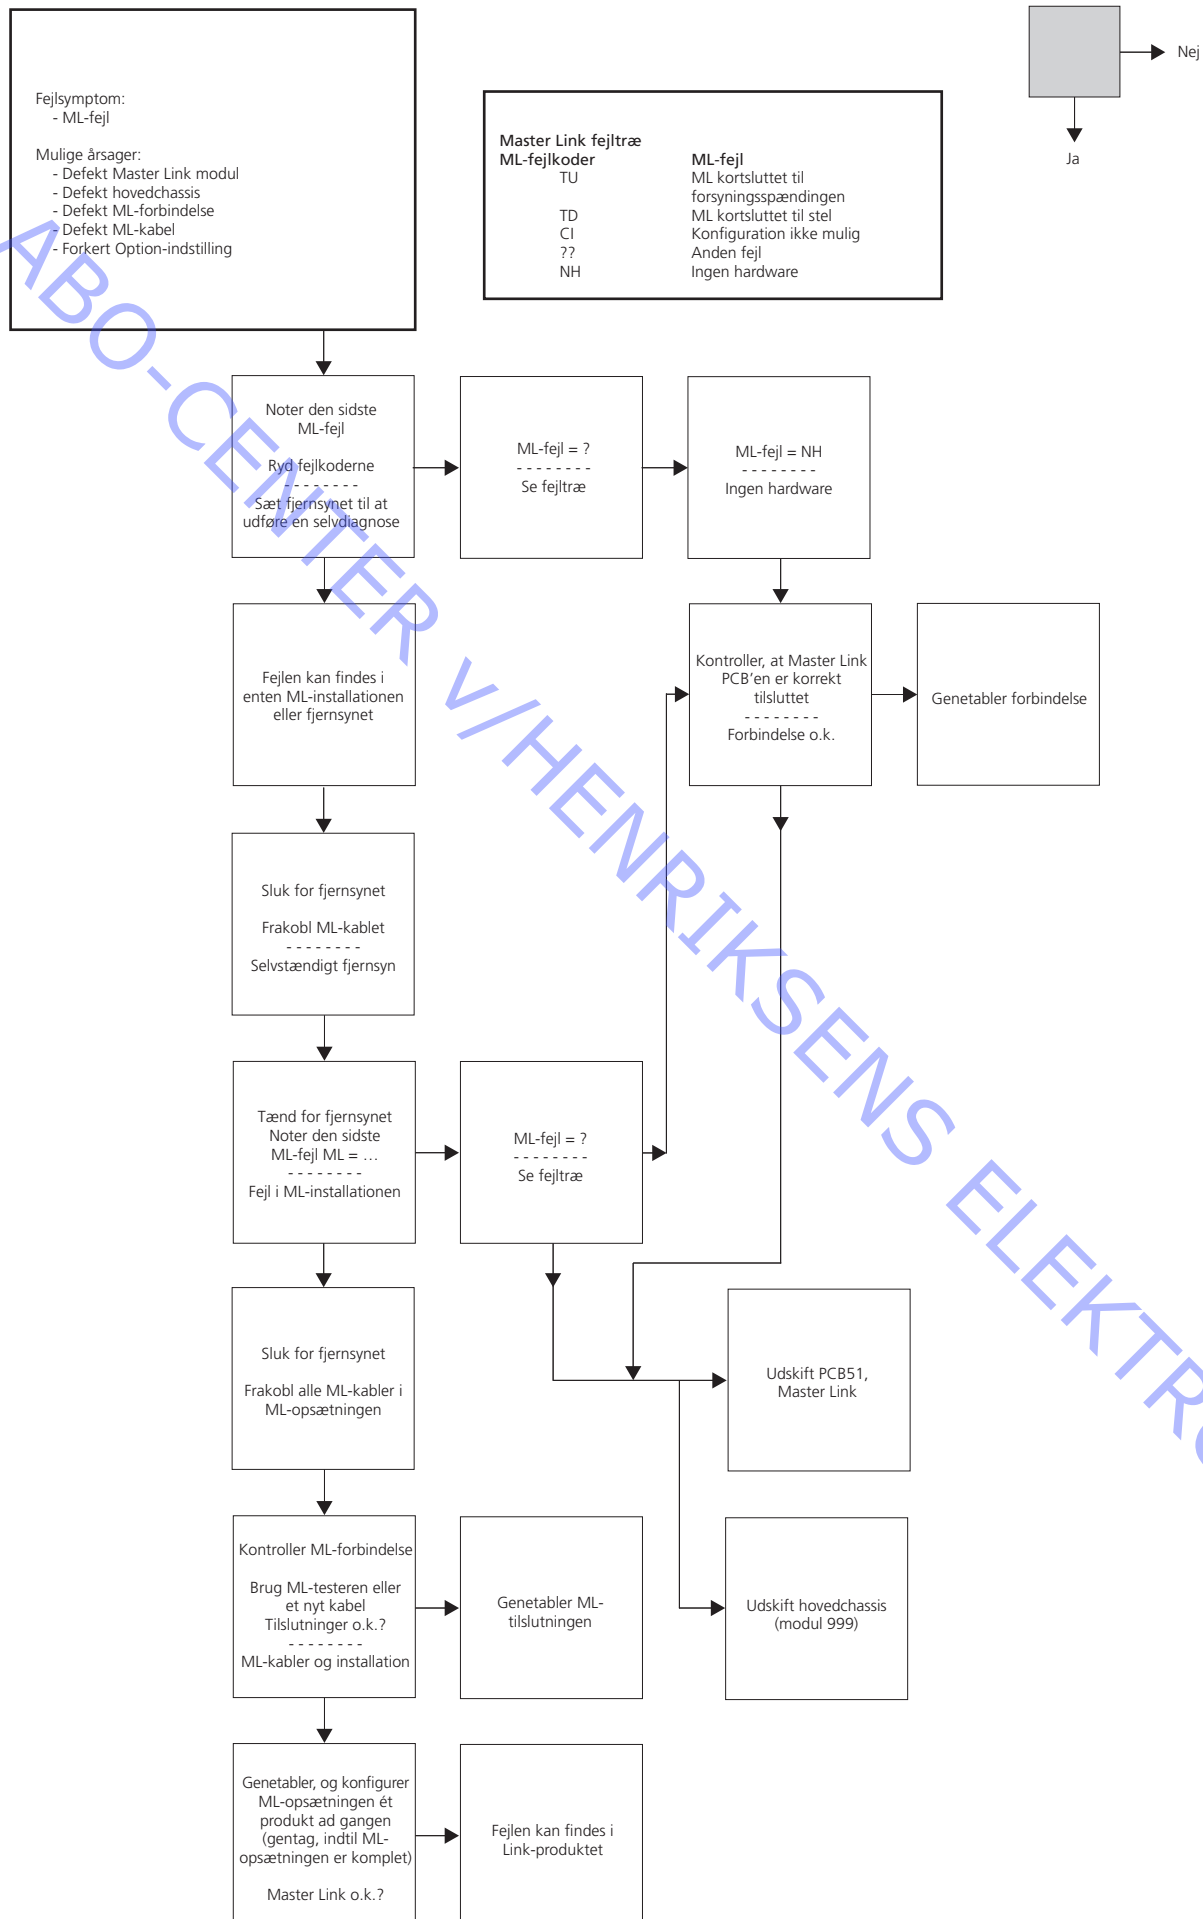 Fejlsymptom:
- ML-fejl
Mulige årsager:
- Defekt Master Link modul
- Defekt hovedchassis
- Defekt ML-forbindelse
- Defekt ML-kabel
- Forkert Option-indstilling
Master Link fejltræ
ML-fejlkoder ML-fejl
TU ML kortsluttet til
forsyningsspændingen
TD ML kortsluttet til stel
CI Konfiguration ikke mulig
?? Anden fejl
NH Ingen hardware
Nej
Ja
Noter den sidste
ML-fejl
Ryd fejlkoderne
- - - - - - - -
Sæt fjernsynet til at
udføre en selvdiagnose
ML-fejl = ?
- - - - - - - -
Se fejltræ
ML-fejl = NH
- - - - - - - -
Ingen hardware
Fejlen kan findes i
enten ML-installationen
eller fjernsynet
Kontroller, at Master Link
PCB'en er korrekt
tilsluttet
- - - - - - - -
Forbindelse o.k.
Genetabler forbindelse
Sluk for fjernsynet
Frakobl ML-kablet
- - - - - - - -
Selvstændigt fjernsyn
Tænd for fjernsynet
Noter den sidste
ML-fejl ML = …
- - - - - - - -
Fejl i ML-installationen
ML-fejl = ?
- - - - - - - -
Se fejltræ
Sluk for fjernsynet
Frakobl alle ML-kabler i
ML-opsætningen
Udskift PCB51,
Master Link
Kontroller ML-forbindelse
Brug ML-testeren eller
et nyt kabel
Tilslutninger o.k.?
- - - - - - - -
ML-kabler og installation
Genetabler ML-
tilslutningen
Udskift hovedchassis
(modul 999)
Genetabler, og konfigurer
ML-opsætningen ét
produkt ad gangen
(gentag, indtil ML-
opsætningen er komplet)
Master Link o.k.?
Fejlen kan findes i
Link-produktet
ABO-CENTER v/HENRIKSENS